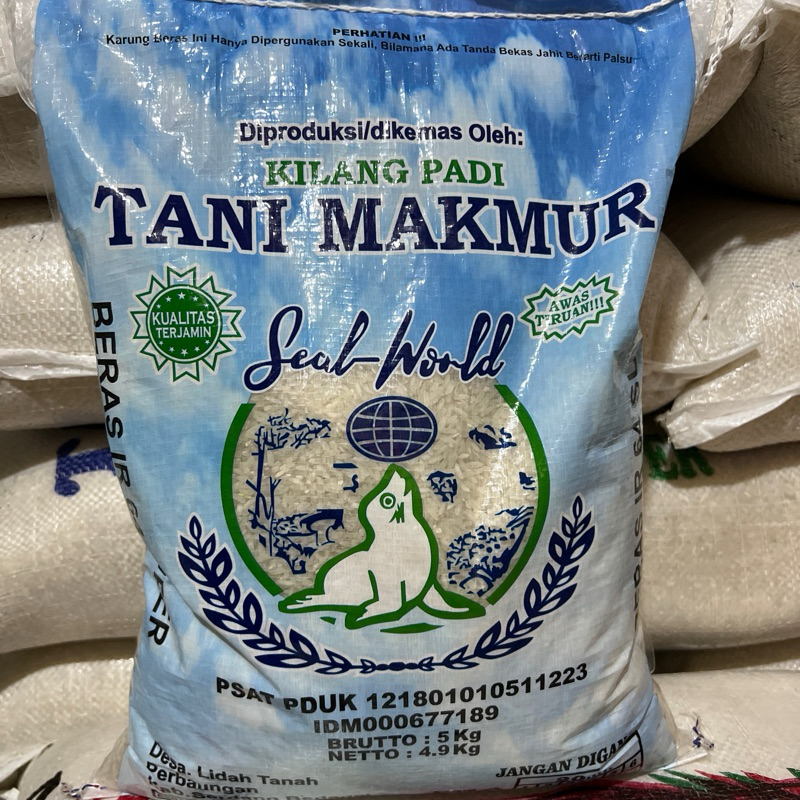 PERHATIAN !!!
Karung Beras Ini Hanya Dipergunakan Sekali, Bilamana Ada Tanda Bekas Jahit Berarti Palsu
Diproduksi/dikemas Oleh:
KILANG PADI
TANI MAKMUR
KUALITAS
TERJAMIN
AWAS
Seal-World
BERAS IR
PSAT PDUK 121801010511223
IDM000677189
BRUTTO : 5 Kg
NETTO : 4.9 Kg
Desa. Lidah Tanah
Perbaungan
JANGAN